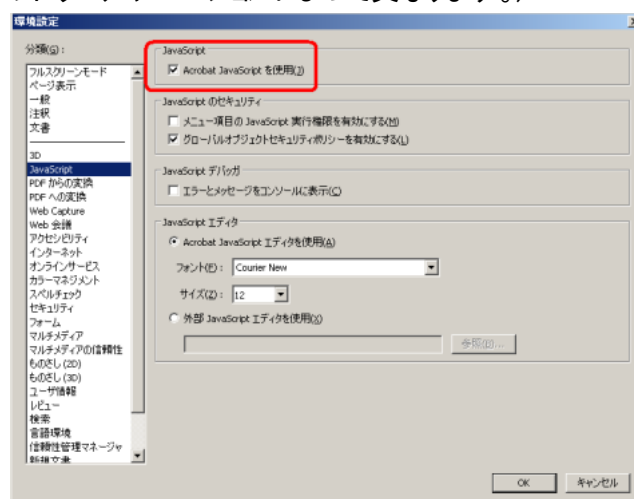 環境設定
分類(G):
フルスクリーンモード
ページ表示
一般
注釈
文書
3D
JavaScript
PDF からの変換
PDF への変換
Web Capture
Web 会議
アクセシビリティ
インターネット
オンラインサービス
カラーマネジメント
スペルチェック
セキュリティ
フォーム
マルチメディア
マルチメディアの信頼性
ものさし (2D)
ものさし (3D)
ユーザ情報
レビュー
検索
言語環境
信頼性管理マネージャ
新規文書
JavaScript
Acrobat JavaScript を使用(J)
JavaScript のセキュリティ
メニュー項目の JavaScript 実行権限を有効にする(M)
グローバルオブジェクトセキュリティポリシーを有効にする(L)
JavaScript デバッガ
エラーとメッセージをコンソールに表示(C)
JavaScript エディタ
Acrobat JavaScript エディタを使用(A)
フォント(F): Courier New
サイズ(Z): 12
外部 JavaScript エディタを使用(X)
参照(B)...
OK キャンセル